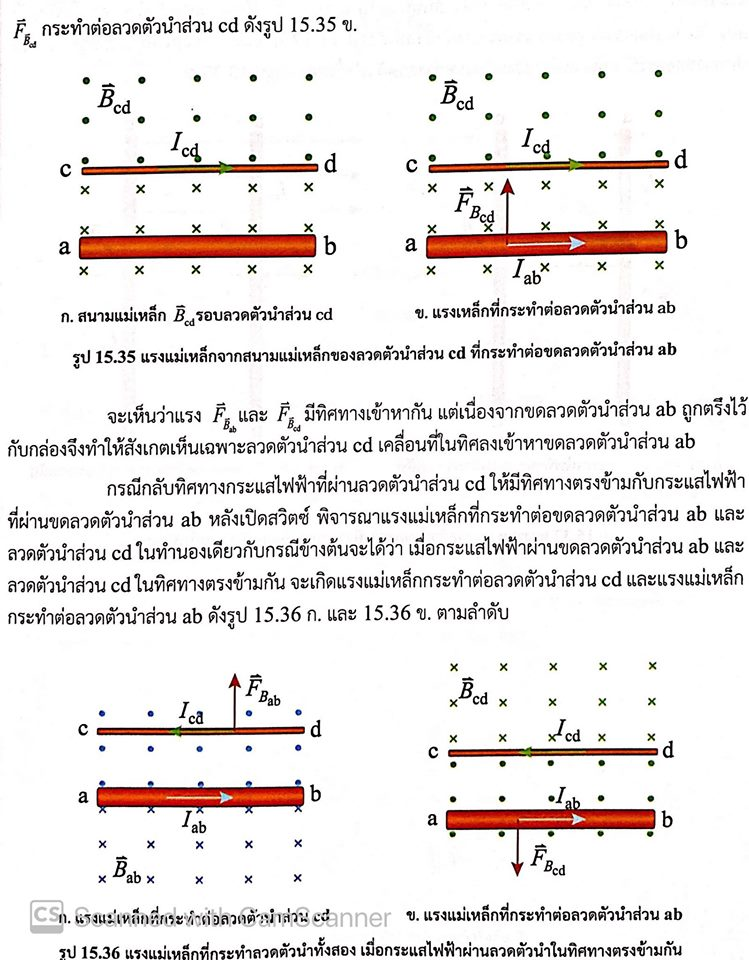 F⃗_B⃗cd กระทำต่อลวดตัวนำส่วน cd ดังรูป 15.35 ข.
B⃗cd
B⃗cd
Icd
Icd
c d
c d
F⃗Bcd
a b
a b
Iab
ก. สนามแม่เหล็ก B⃗cd รอบลวดตัวนำส่วน cd
ข. แรงเหล็กที่กระทำต่อลวดตัวนำส่วน ab
รูป 15.35 แรงแม่เหล็กจากสนามแม่เหล็กของลวดตัวนำส่วน cd ที่กระทำต่อขดลวดตัวนำส่วน ab
จะเห็นว่าแรง F⃗_B⃗ab และ F⃗_B⃗cd มีทิศทางเข้าหากัน แต่เนื่องจากขดลวดตัวนำส่วน ab ถูกตรึงไว้
กับกล่องจึงทำให้สังเกตเห็นเฉพาะลวดตัวนำส่วน cd เคลื่อนที่ในทิศลงเข้าหาขดลวดตัวนำส่วน ab
กรณีกลับทิศทางกระแสไฟฟ้าที่ผ่านลวดตัวนำส่วน cd ให้มีทิศทางตรงข้ามกับกระแสไฟฟ้า
ที่ผ่านขดลวดตัวนำส่วน ab หลังเปิดสวิตซ์ พิจารณาแรงแม่เหล็กที่กระทำต่อขดลวดตัวนำส่วน ab และ
ลวดตัวนำส่วน cd ในทำนองเดียวกับกรณีข้างต้นจะได้ว่า เมื่อกระแสไฟฟ้าผ่านขดลวดตัวนำส่วน ab และ
ลวดตัวนำส่วน cd ในทิศทางตรงข้ามกัน จะเกิดแรงแม่เหล็กกระทำต่อลวดตัวนำส่วน cd และแรงแม่เหล็ก
กระทำต่อลวดตัวนำส่วน ab ดังรูป 15.36 ก. และ 15.36 ข. ตามลำดับ
F⃗Bab
Icd
c d
a b
Iab
B⃗ab
B⃗cd
Icd
c d
Iab
a b
F⃗Bcd
ก. แรงแม่เหล็กที่กระทำต่อลวดตัวนำส่วน cd
ข. แรงแม่เหล็กที่กระทำต่อลวดตัวนำส่วน ab
CS Scanned with CamScanner
รูป 15.36 แรงแม่เหล็กที่กระทำลวดตัวนำทั้งสอง เมื่อกระแสไฟฟ้าผ่านลวดตัวนำในทิศทางตรงข้ามกัน